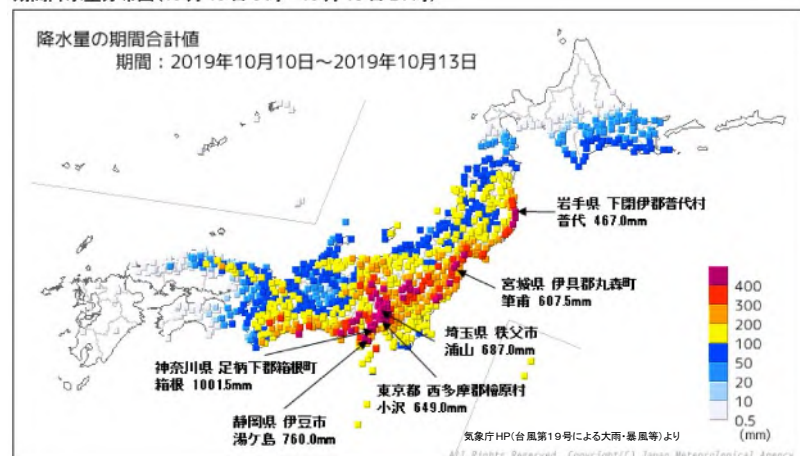 降水量の期間合計値
期間：2019年10月10日～2019年10月13日
岩手県 下閉伊郡普代村
普代 467.0mm
宮城県 伊具郡丸森町
筆甫 607.5mm
埼玉県 秩父市
浦山 687.0mm
神奈川県 足柄下郡箱根町
箱根 1001.5mm
東京都 西多摩郡檜原村
小沢 649.0mm
静岡県 伊豆市
湯ケ島 760.0mm
400
300
200
100
50
20
10
0.5
(mm)
気象庁HP(台風第19号による大雨・暴風等)より
All Rights Reserved. Copyright(C) Japan Meteorological Agency